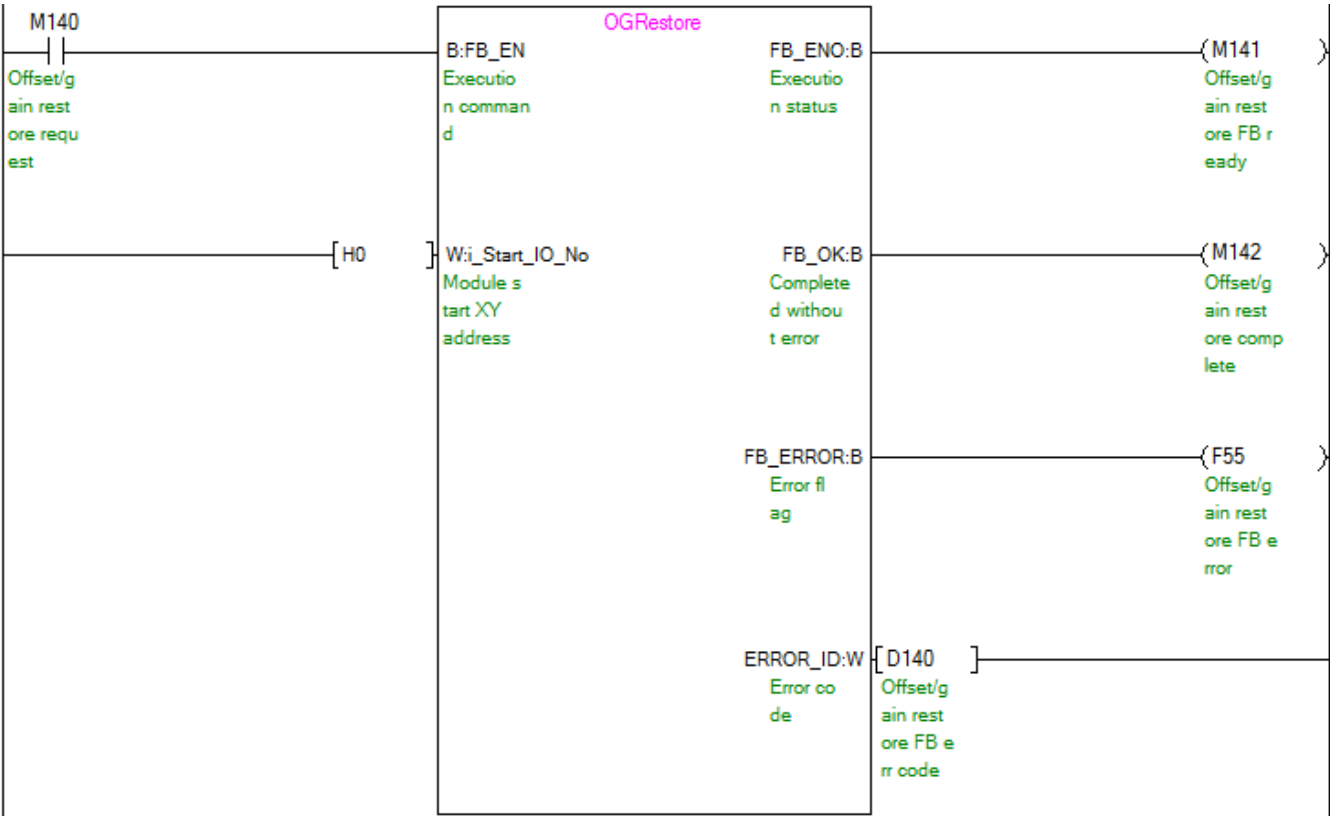 M140
OGRestore
B:FB_EN
FB_ENO:B
M141
Offset/g
ain rest
ore requ
est
Executio
n comman
d
Executio
n status
Offset/g
ain rest
ore FB r
eady
H0
W:i_Start_IO_No
FB_OK:B
M142
Module s
tart XY
address
Complete
d withou
t error
Offset/g
ain rest
ore comp
lete
FB_ERROR:B
F55
Error fl
ag
Offset/g
ain rest
ore FB e
rror
ERROR_ID:W
D140
Error co
de
Offset/g
ain rest
ore FB e
rr code